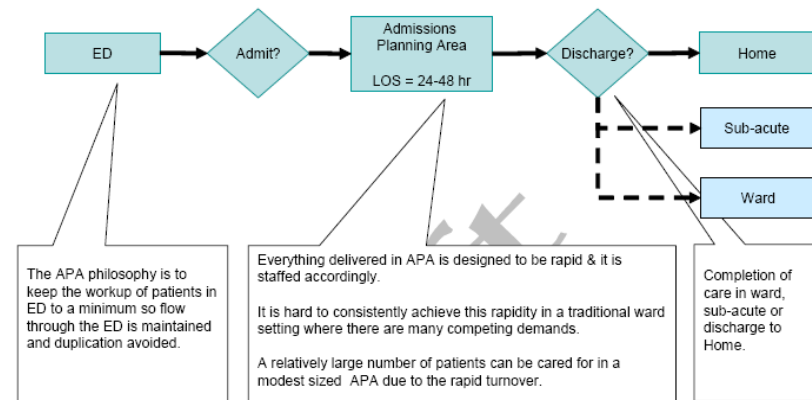 ED
Admit?
Admissions
Planning Area
LOS = 24-48 hr
Discharge?
Home
Sub-acute
Ward
The APA philosophy is to
keep the workup of patients in
ED to a minimum so flow
through the ED is maintained
and duplication avoided.
Everything delivered in APA is designed to be rapid & it is
staffed accordingly.
It is hard to consistently achieve this rapidity in a traditional ward
setting where there are many competing demands.
A relatively large number of patients can be cared for in a
modest sized APA due to the rapid turnover.
Completion of
care in ward,
sub-acute or
discharge to
Home.